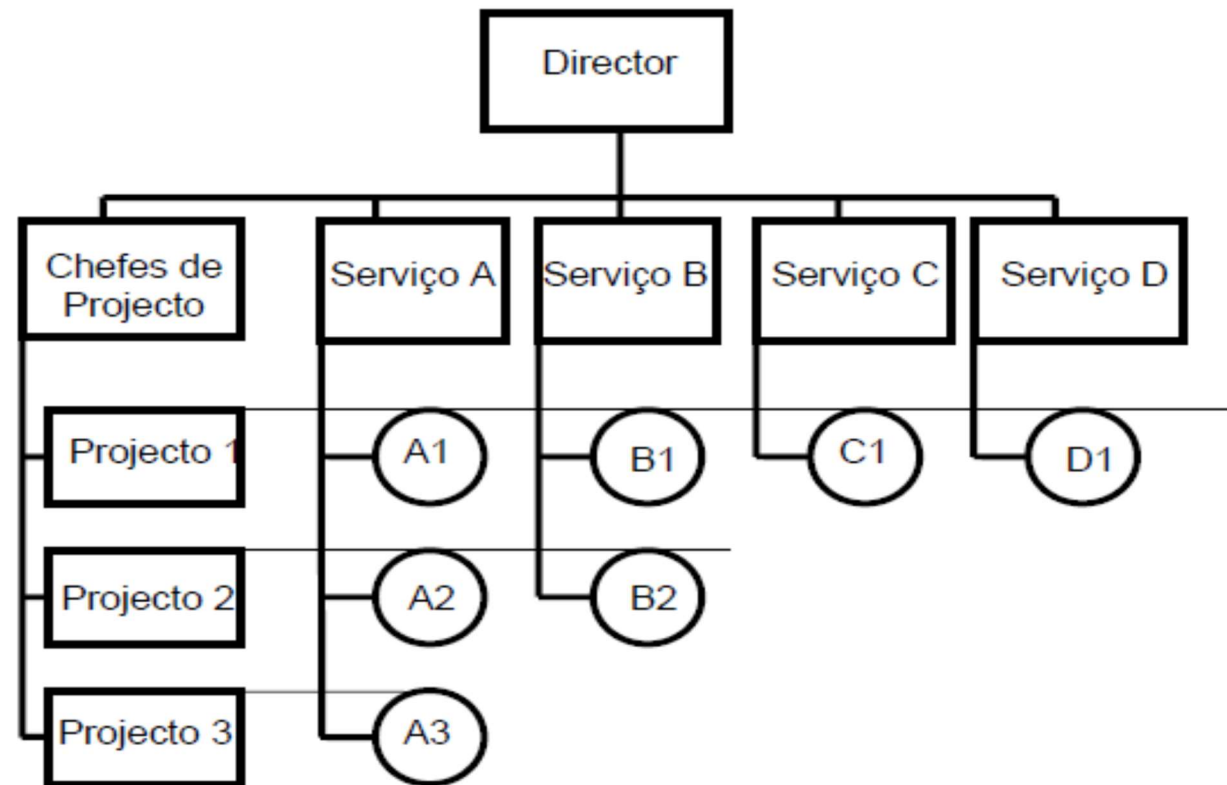 Director
Chefes de
Projecto
Serviço A
Serviço B
Serviço C
Serviço D
Projecto 1
A1
B1
C1
D1
Projecto 2
A2
B2
Projecto 3
A3